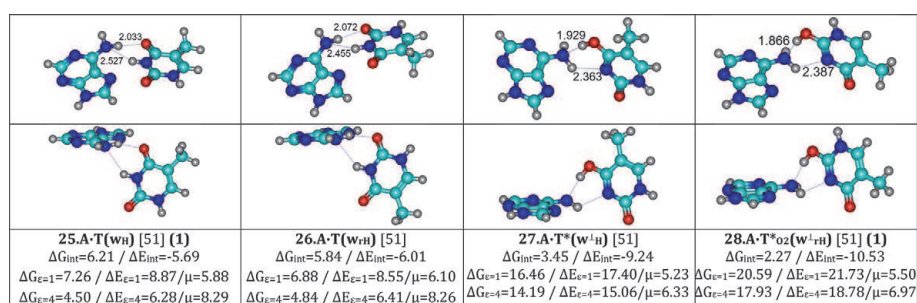 2.033
2.527
2.072
2.455
1.929
2.363
1.866
2.387
25.A·T(wH) [51] (1)
ΔGint=6.21 / ΔEint=-5.69
ΔGε=1=7.26 / ΔEε=1=8.87/μ=5.88
ΔGε=4=4.50 / ΔEε=4=6.28/μ=8.29
26.A·T(wrH) [51]
ΔGint=5.84 / ΔEint=-6.01
ΔGε=1=6.88 / ΔEε=1=8.55/μ=6.10
ΔGε=4=4.84 / ΔEε=4=6.41/μ=8.26
27.A·T*(w⊥H) [51]
ΔGint=3.45 / ΔEint=-9.24
ΔGε=1=16.46 / ΔEε=1=17.40/μ=5.23
ΔGε=4=14.19 / ΔEε=4=15.06/μ=6.33
28.A·T*O2(w⊥rH) [51] (1)
ΔGint=2.27 / ΔEint=-10.53
ΔGε=1=20.59 / ΔEε=1=21.73/μ=5.50
ΔGε=4=17.93 / ΔEε=4=18.78/μ=6.97